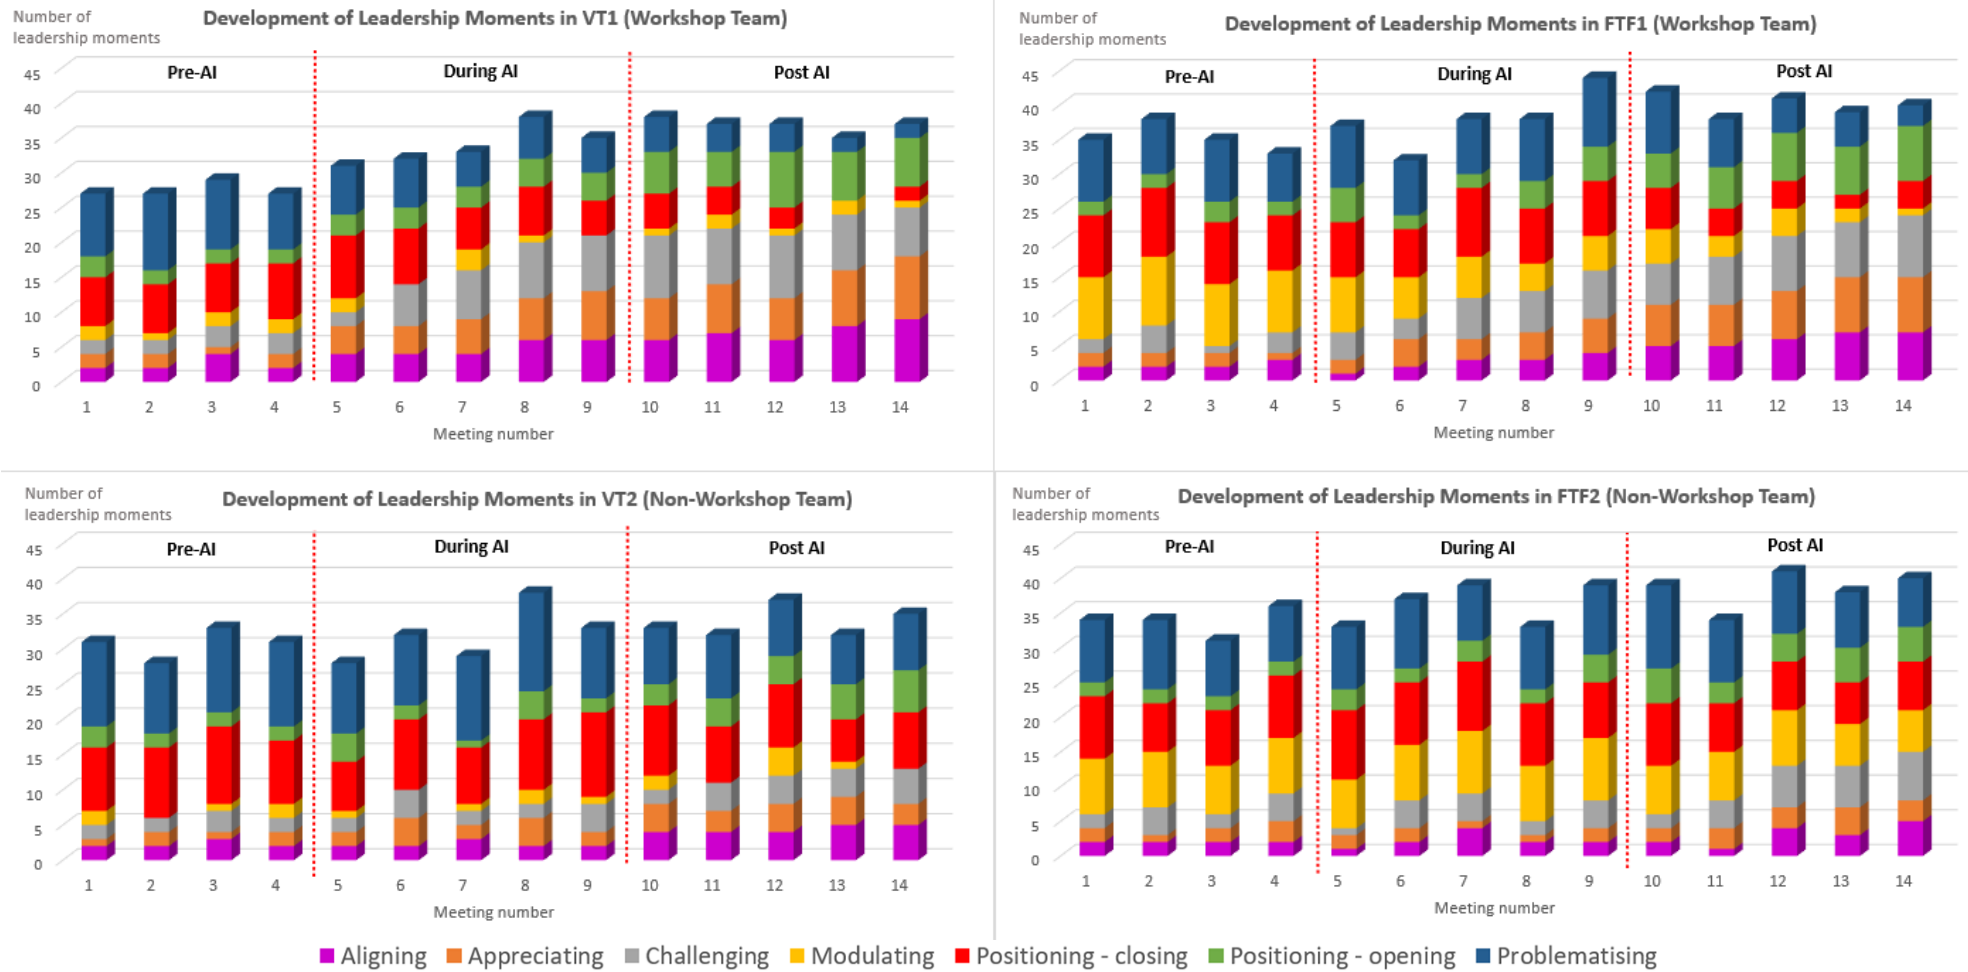 Number of
leadership moments
Development of Leadership Moments in VT1 (Workshop Team)
Pre-AI
During AI
Post AI
45
40
35
30
25
20
15
10
5
0
1 2 3 4 5 6 7 8 9 10 11 12 13 14
Meeting number
Number of
leadership moments
Development of Leadership Moments in FTF1 (Workshop Team)
Pre-AI
During AI
Post AI
45
40
35
30
25
20
15
10
5
0
1 2 3 4 5 6 7 8 9 10 11 12 13 14
Meeting number
Number of
leadership moments
Development of Leadership Moments in VT2 (Non-Workshop Team)
Pre-AI
During AI
Post AI
45
40
35
30
25
20
15
10
5
0
1 2 3 4 5 6 7 8 9 10 11 12 13 14
Meeting number
Number of
leadership moments
Development of Leadership Moments in FTF2 (Non-Workshop Team)
Pre-AI
During AI
Post AI
45
40
35
30
25
20
15
10
5
0
1 2 3 4 5 6 7 8 9 10 11 12 13 14
Meeting number
Aligning Appreciating Challenging Modulating Positioning - closing Positioning - opening Problematising